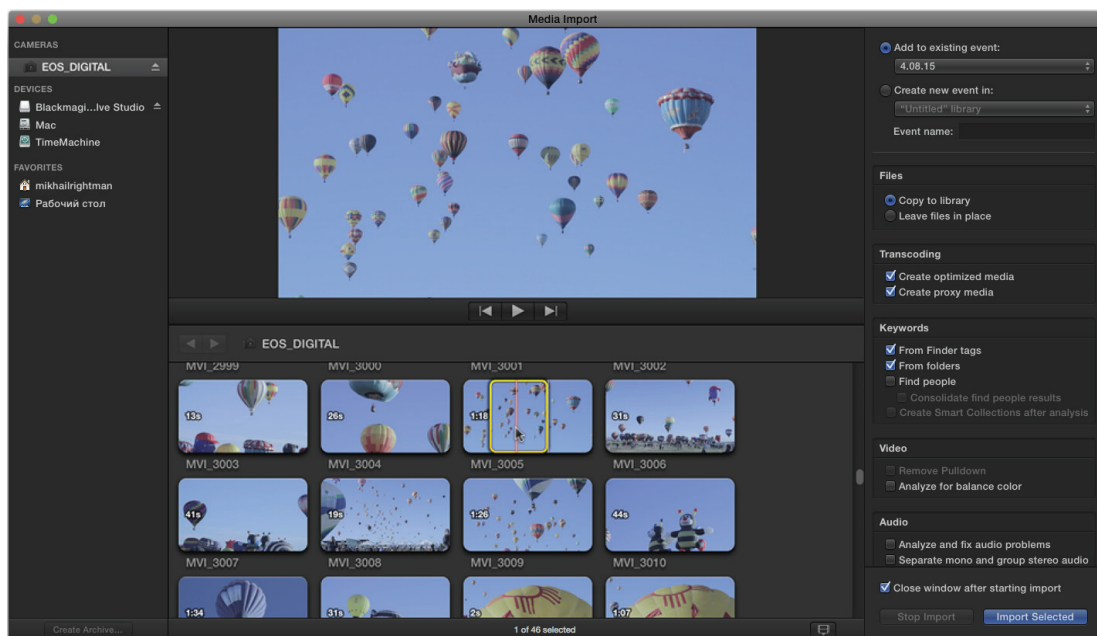 Media Import
CAMERAS
EOS_DIGITAL
DEVICES
Blackmagi...lve Studio
Mac
TimeMachine
FAVORITES
mikhailrightman
Рабочий стол
Create Archive...
EOS_DIGITAL
MVI_2999 MVI_3000 MVI_3001 MVI_3002
13s 26s 1:18 31s
MVI_3003 MVI_3004 MVI_3005 MVI_3006
41s 19s 1:26 44s
MVI_3007 MVI_3008 MVI_3009 MVI_3010
1:34 31s 2s 1:07
1 of 46 selected
Add to existing event:
4.08.15
Create new event in:
"Untitled" library
Event name:
Files
Copy to library
Leave files in place
Transcoding
Create optimized media
Create proxy media
Keywords
From Finder tags
From folders
Find people
Consolidate find people results
Create Smart Collections after analysis
Video
Remove Pulldown
Analyze for balance color
Audio
Analyze and fix audio problems
Separate mono and group stereo audio
Close window after starting import
Stop Import
Import Selected